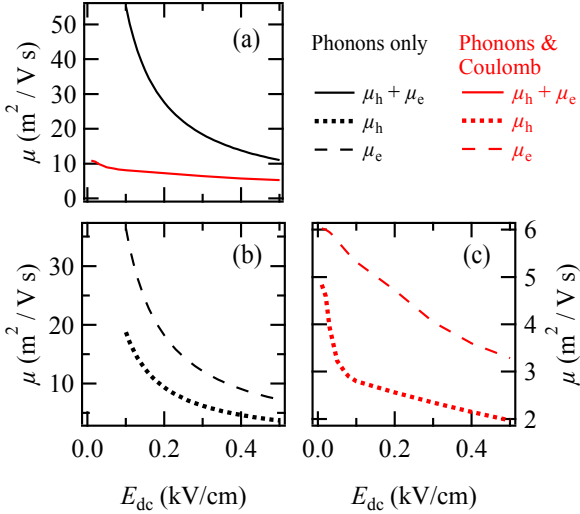 50
40
30
20
10
0
μ (m² / V s)
(a)
Phonons only
μh + μe
μh
μe
Phonons &
Coulomb
μh + μe
μh
μe
30
20
10
μ (m² / V s)
(b)
0.0
0.2
0.4
Edc (kV/cm)
(c)
6
5
4
3
2
μ (m² / V s)
0.0
0.2
0.4
Edc (kV/cm)